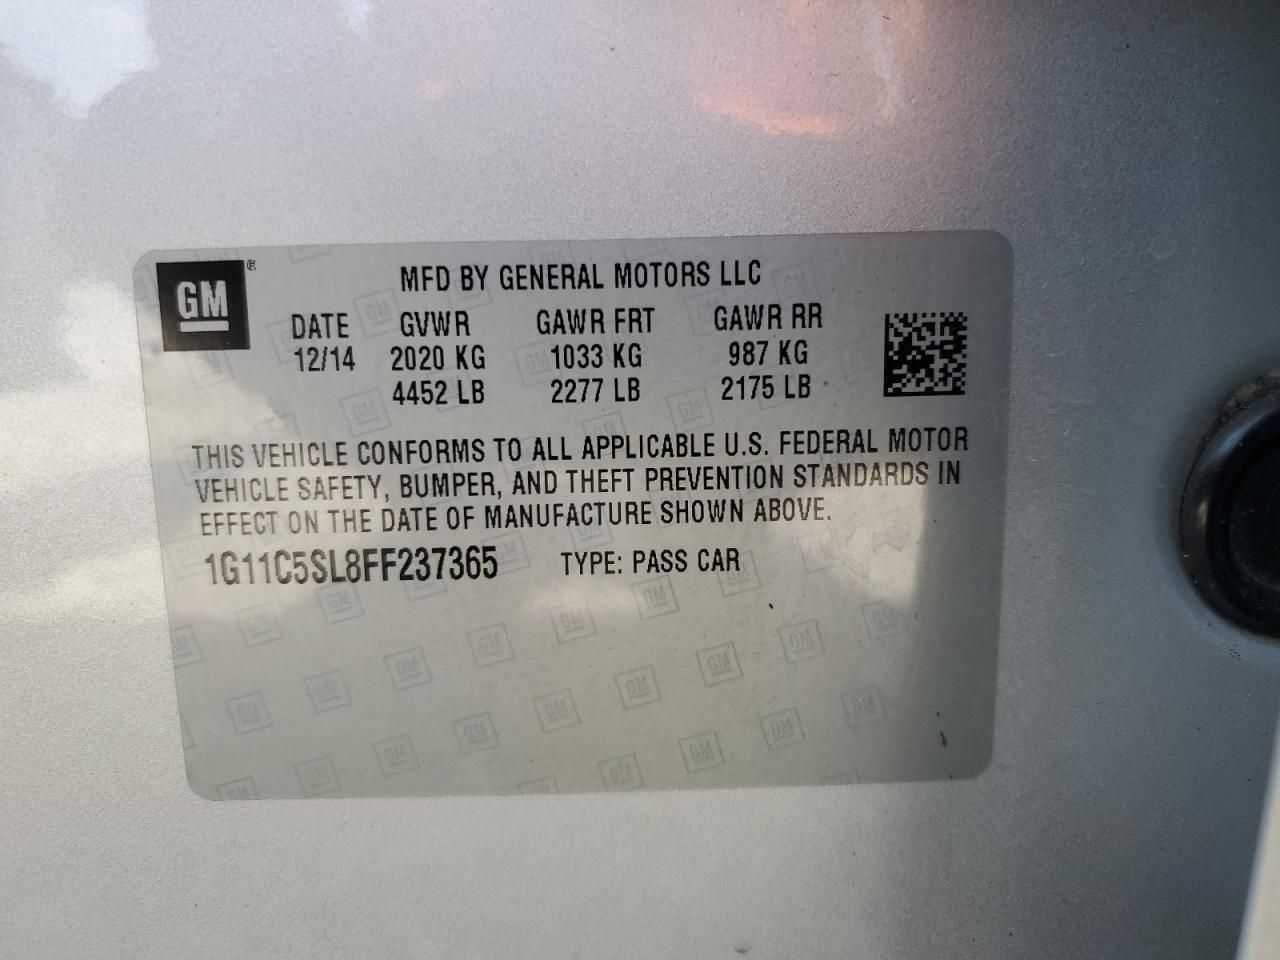 GM
MFD BY GENERAL MOTORS LLC
DATE GVWR GAWR FRT GAWR RR
12/14 2020 KG 1033 KG 987 KG
4452 LB 2277 LB 2175 LB
THIS VEHICLE CONFORMS TO ALL APPLICABLE U.S. FEDERAL MOTOR
VEHICLE SAFETY, BUMPER, AND THEFT PREVENTION STANDARDS IN
EFFECT ON THE DATE OF MANUFACTURE SHOWN ABOVE.
1G11C5SL8FF237365 TYPE: PASS CAR